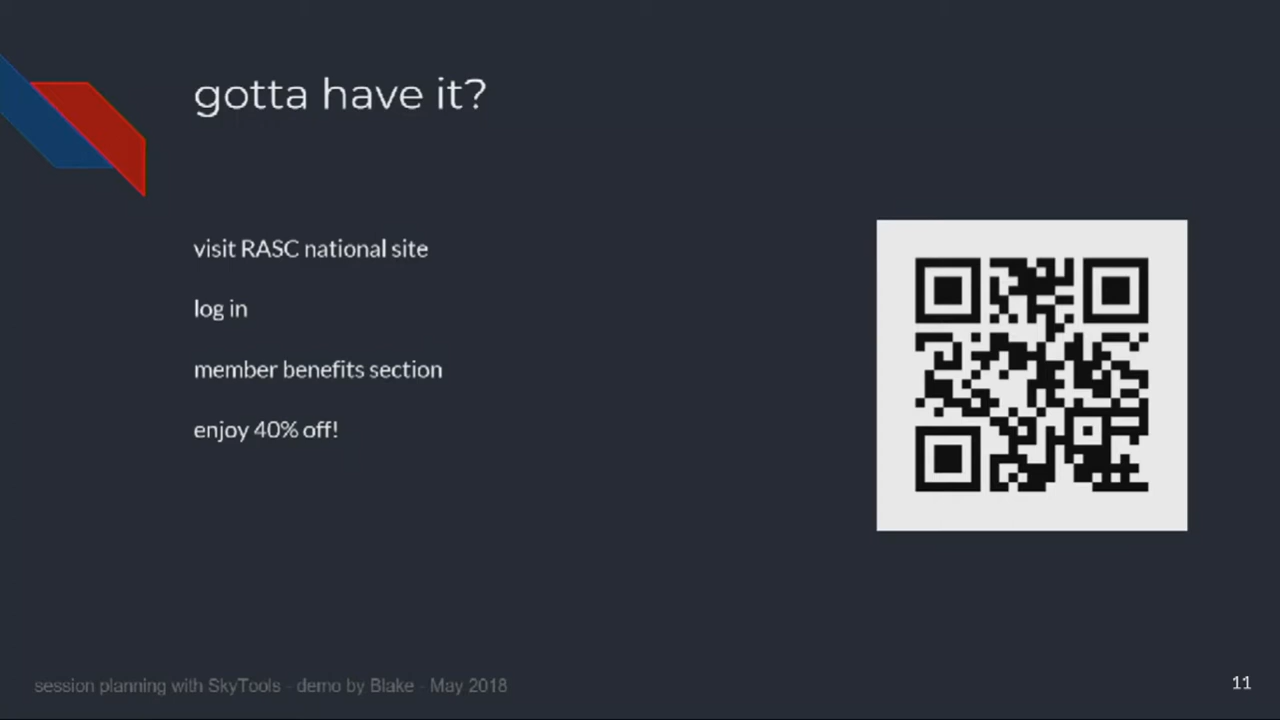 gotta have it?
visit RASC national site
log in
member benefits section
enjoy 40% off!
session planning with SkyTools - demo by Blake - May 2018
11